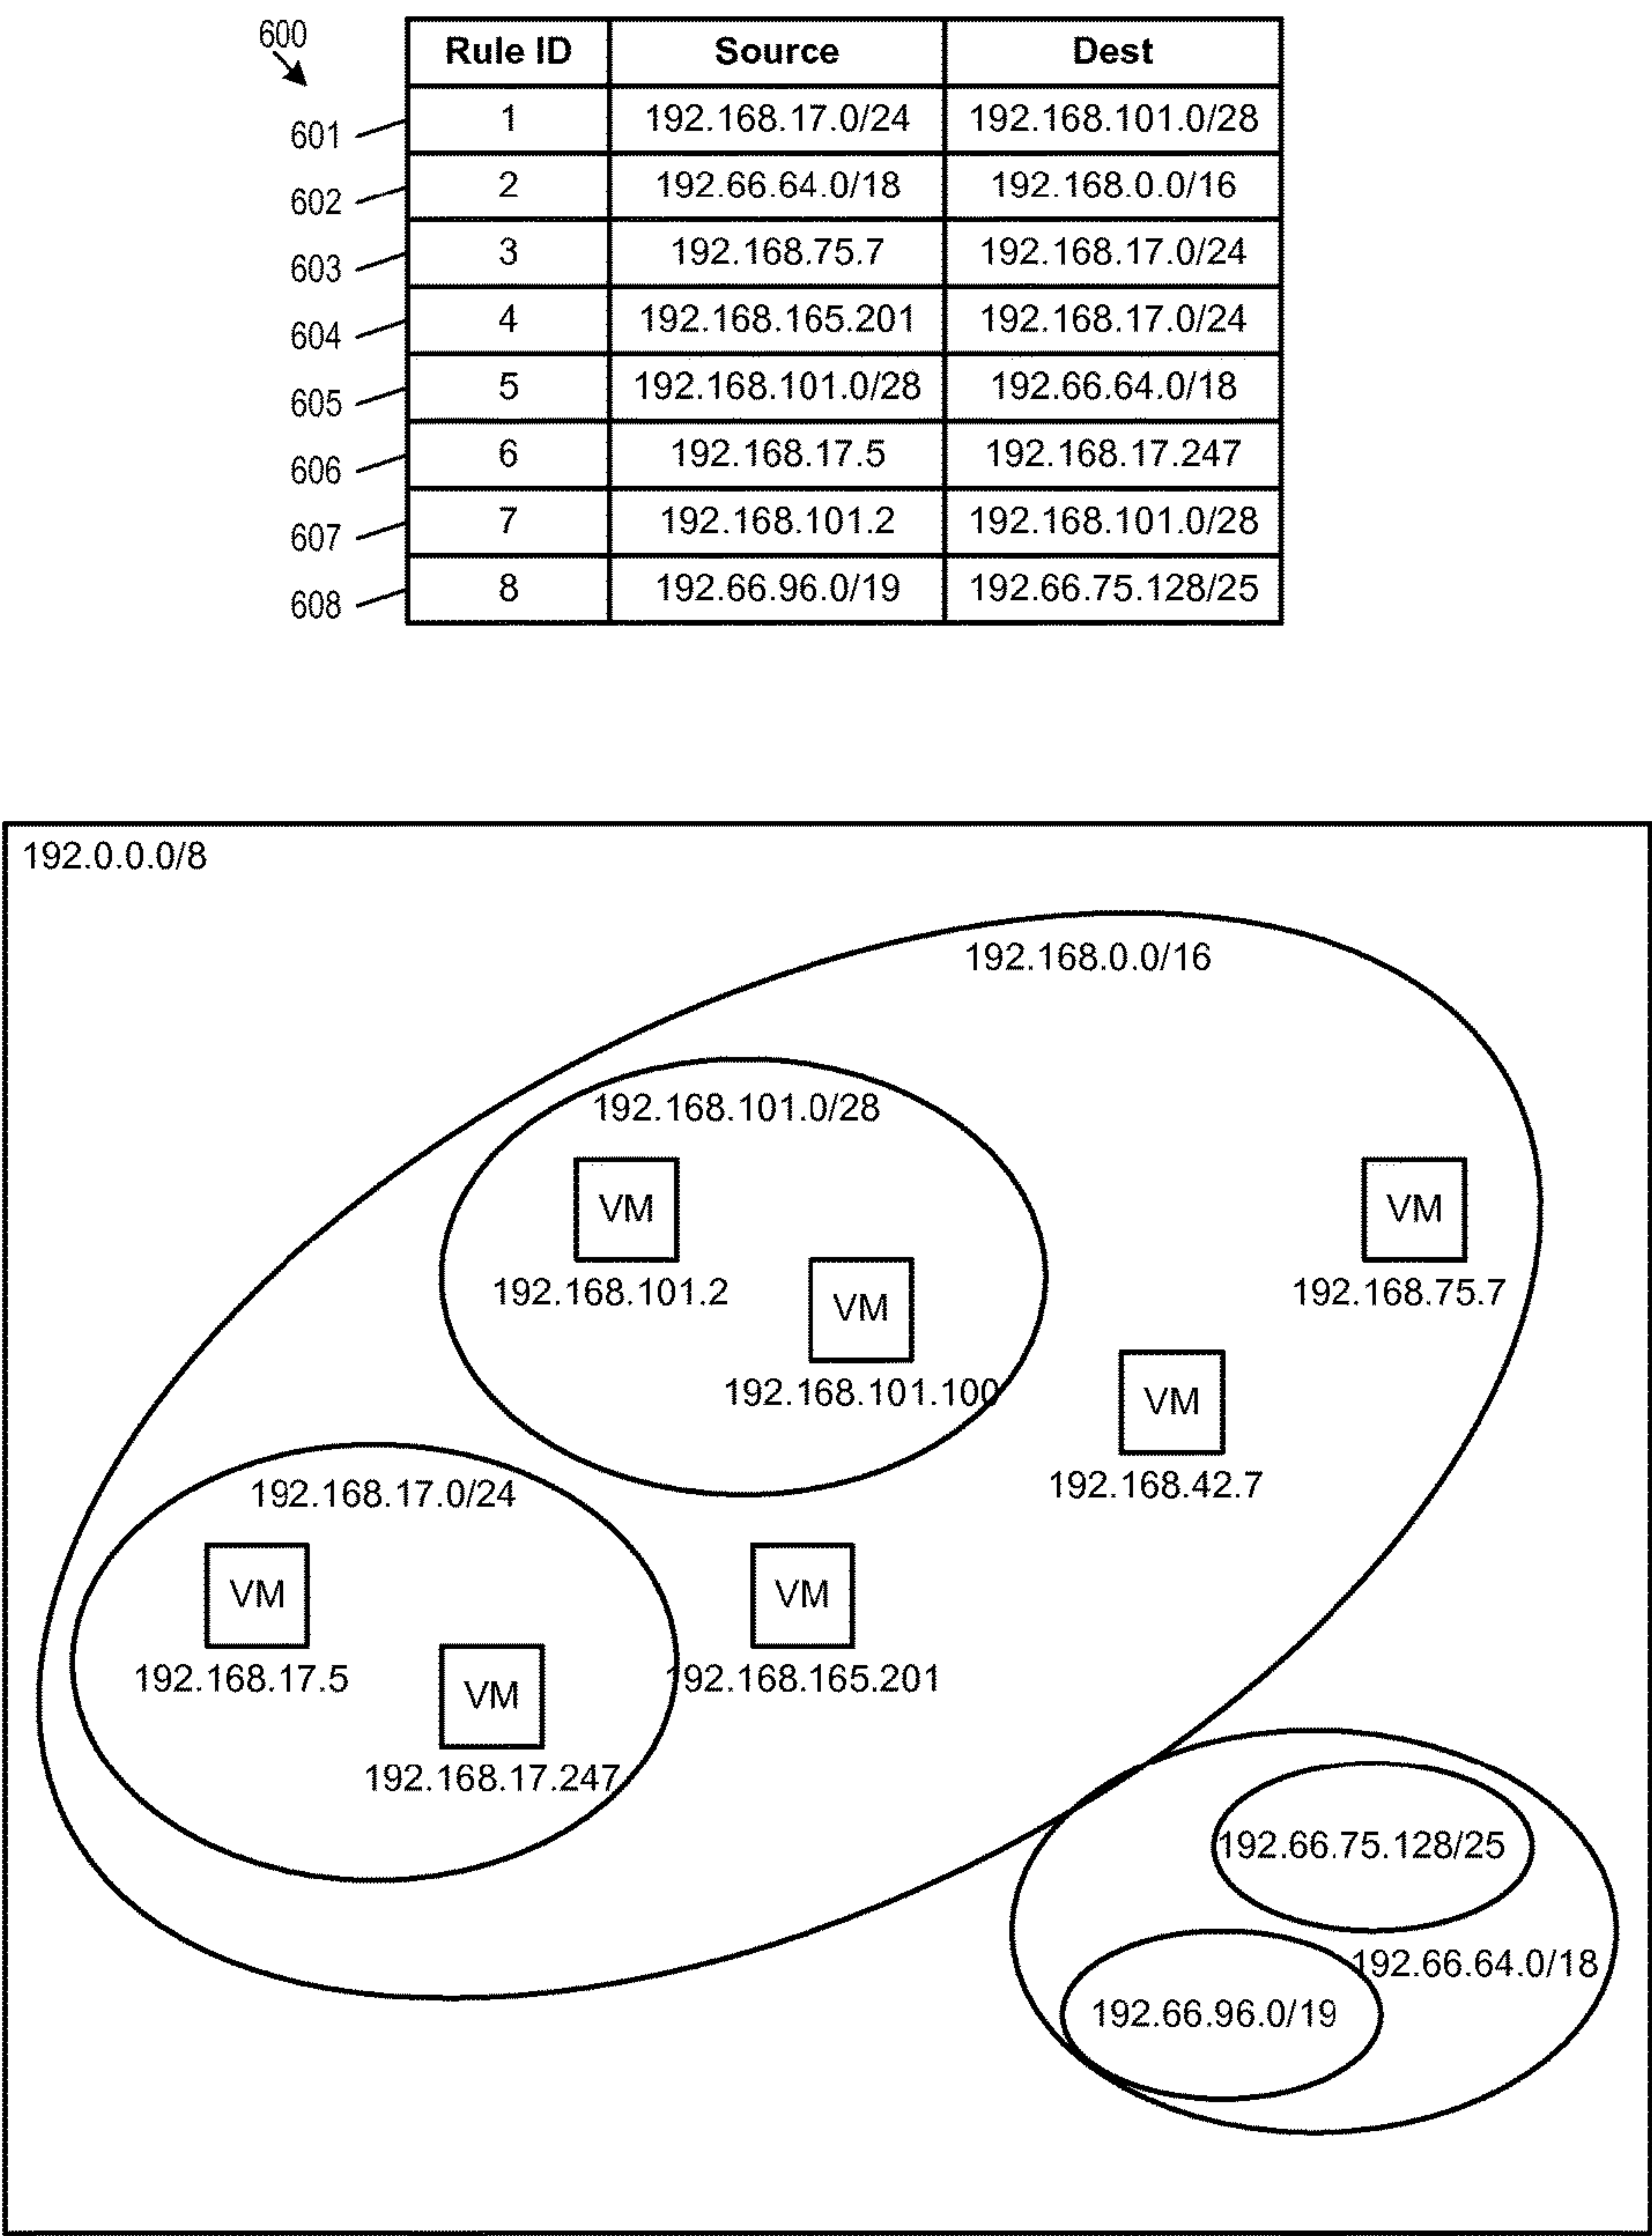 600
Rule ID Source Dest
601 1 192.168.17.0/24 192.168.101.0/28
602 2 192.66.64.0/18 192.168.0.0/16
603 3 192.168.75.7 192.168.17.0/24
604 4 192.168.165.201 192.168.17.0/24
605 5 192.168.101.0/28 192.66.64.0/18
606 6 192.168.17.5 192.168.17.247
607 7 192.168.101.2 192.168.101.0/28
608 8 192.66.96.0/19 192.66.75.128/25
192.0.0.0/8
192.168.0.0/16
192.168.101.0/28
VM VM
192.168.101.2 192.168.75.7
VM
192.168.101.100
VM
192.168.42.7
192.168.17.0/24
VM VM
192.168.17.5 192.168.165.201
VM
192.168.17.247
192.66.75.128/25
192.66.64.0/18
192.66.96.0/19